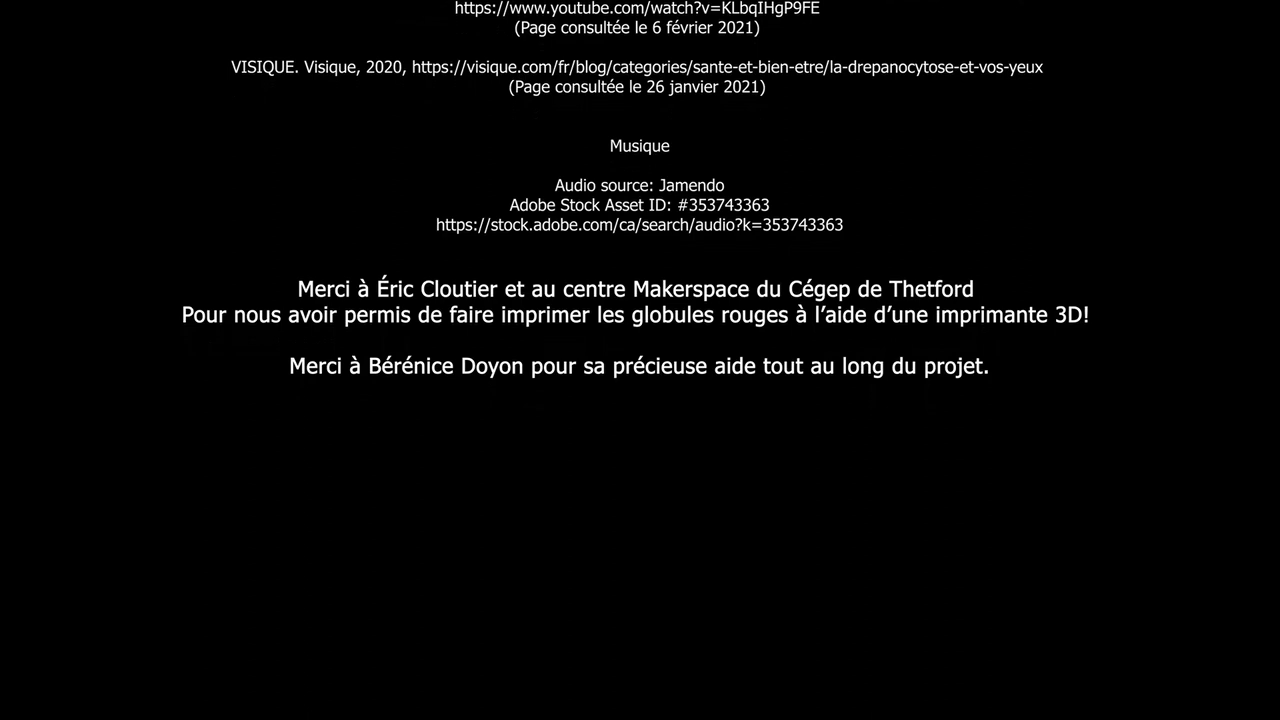 https://www.youtube.com/watch?v=KLbqIHgP9FE
(Page consultée le 6 février 2021)
VISIQUE. Visique, 2020, https://visique.com/fr/blog/categories/sante-et-bien-etre/la-drepanocytose-et-vos-yeux
(Page consultée le 26 janvier 2021)
Musique
Audio source: Jamendo
Adobe Stock Asset ID: #353743363
https://stock.adobe.com/ca/search/audio?k=353743363
Merci à Éric Cloutier et au centre Makerspace du Cégep de Thetford
Pour nous avoir permis de faire imprimer les globules rouges à l’aide d’une imprimante 3D!
Merci à Bérénice Doyon pour sa précieuse aide tout au long du projet.